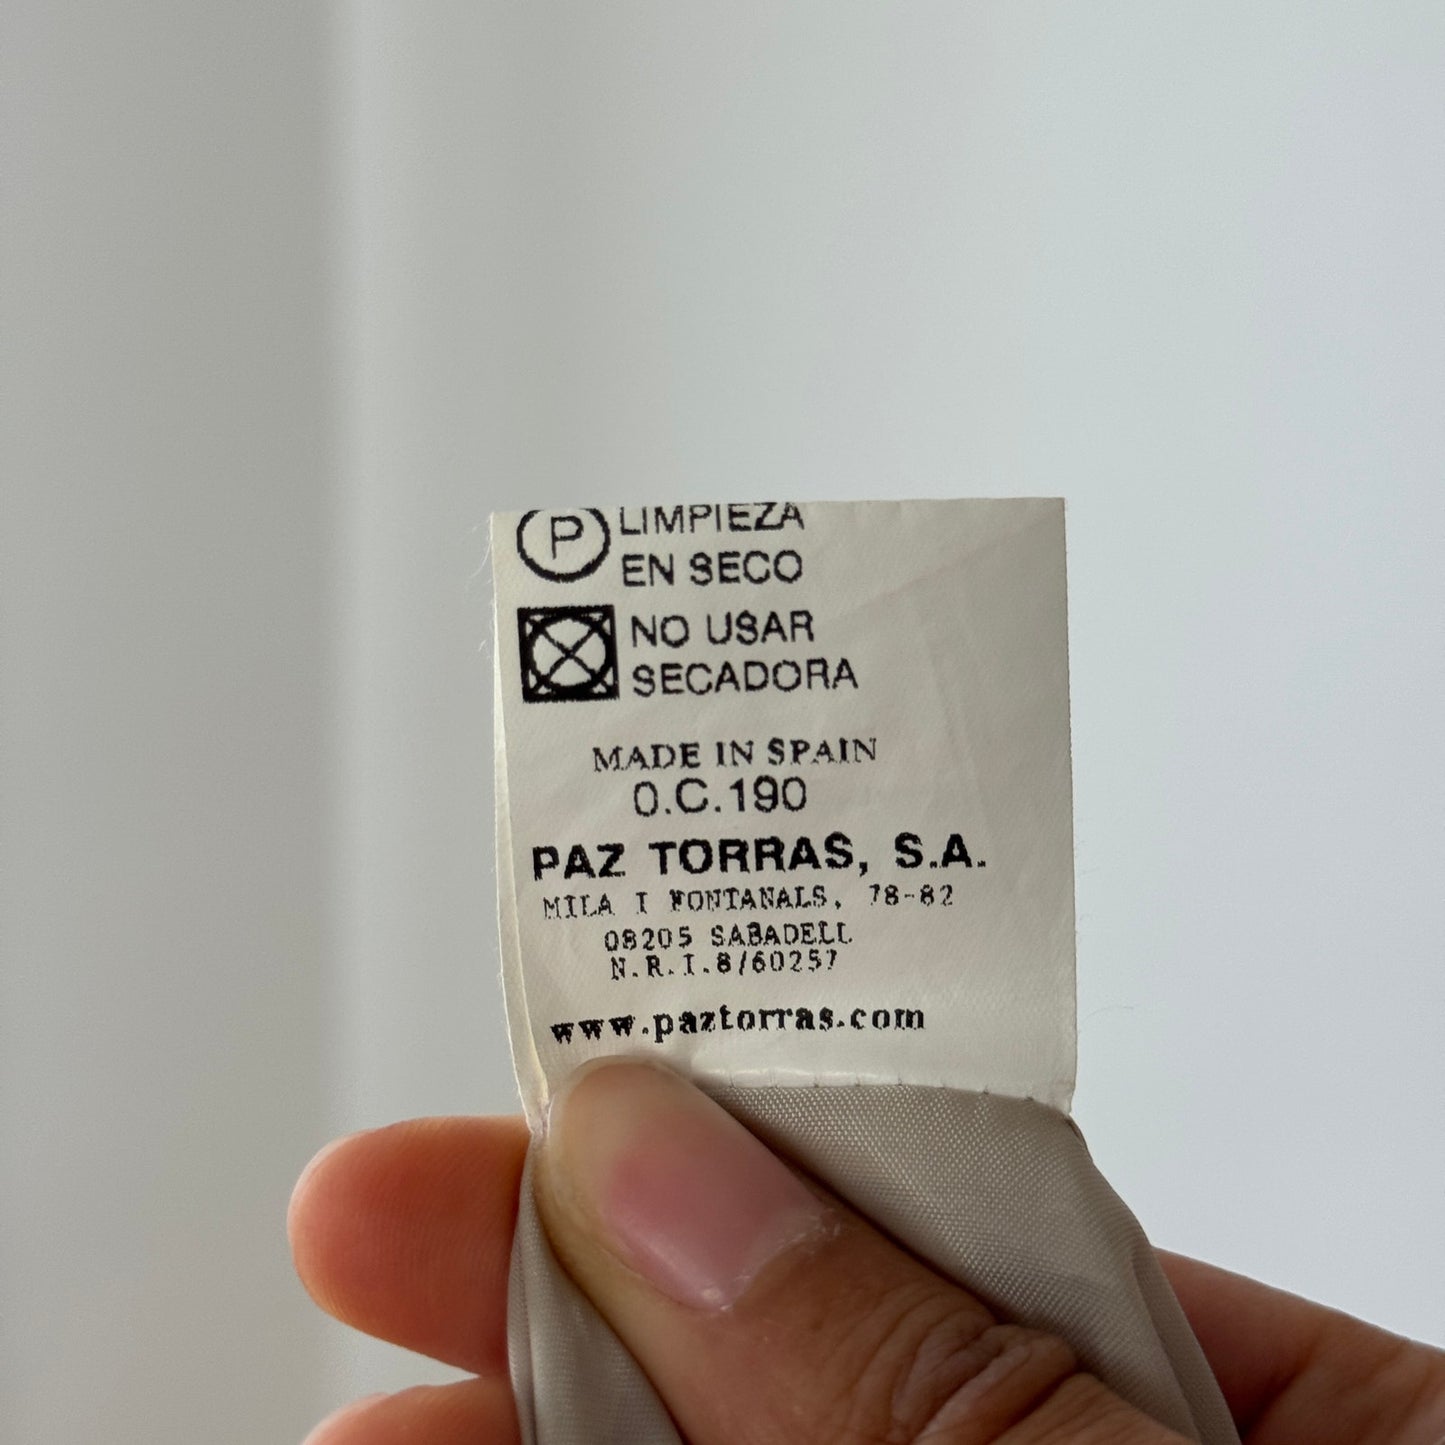 P LIMPIEZA
EN SECO
NO USAR
SECADORA
MADE IN SPAIN
O.C.190
PAZ TORRAS, S.A.
MILA I FONTANALS, 78-82
08205 SABADELL
N.R.I.8/60257
www.paztorras.com